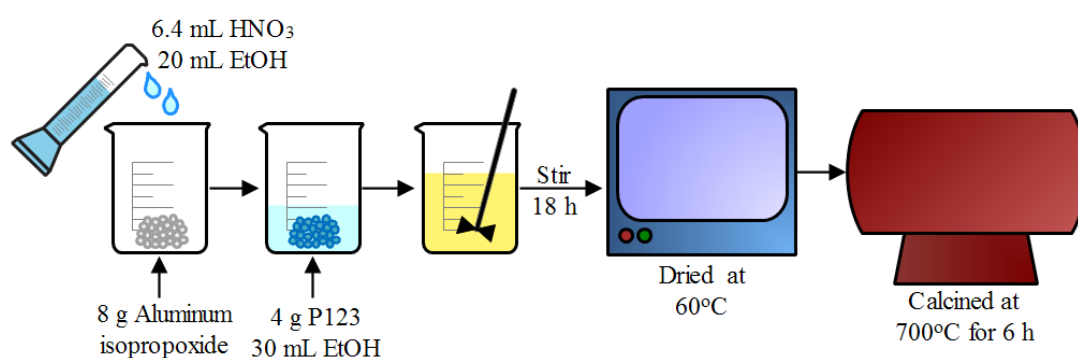 6.4 mL HNO₃
20 mL EtOH
8 g Aluminum
isopropoxide
4 g P123
30 mL EtOH
Stir
18 h
Dried at
60°C
Calcined at
700°C for 6 h